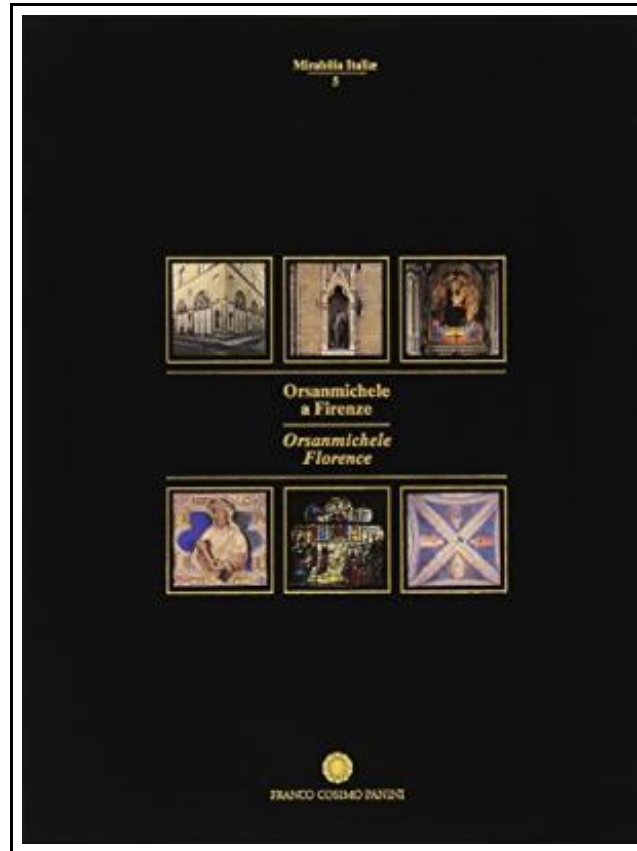 Mirabilia Italiæ
5
Orsanmichele
a Firenze
Orsanmichele
Florence
FRANCO COSIMO PANINI